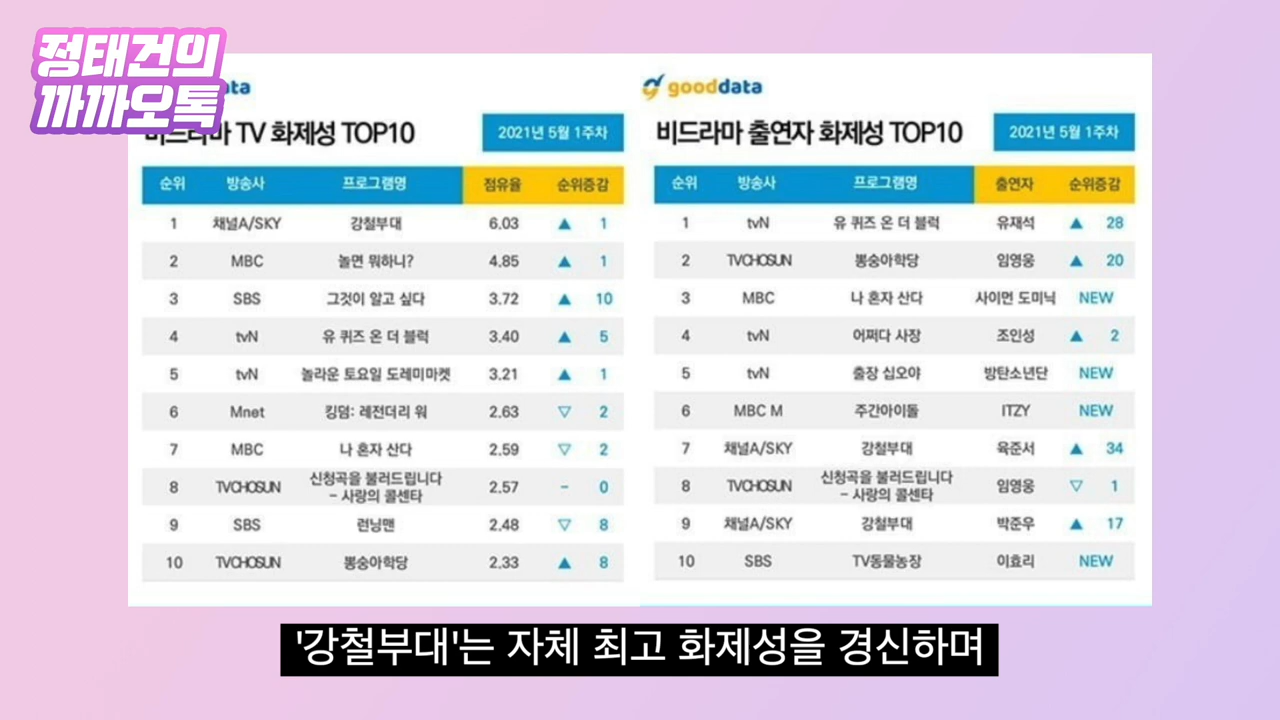 정태건의
까까오톡
ata
gooddata
비드라마 TV 화제성 TOP10
2021년 5월 1주차
순위 방송사 프로그램명 점유율 순위증감
1 채널A/SKY 강철부대 6.03 ▲ 1
2 MBC 놀면 뭐하니? 4.85 ▲ 1
3 SBS 그것이 알고 싶다 3.72 ▲ 10
4 tvN 유 퀴즈 온 더 블럭 3.40 ▲ 5
5 tvN 놀라운 토요일 도레미마켓 3.21 ▲ 1
6 Mnet 킹덤: 레전더리 워 2.63 ▽ 2
7 MBC 나 혼자 산다 2.59 ▽ 2
8 TVCHOSUN 신청곡을 불러드립니다
- 사랑의 콜센타 2.57 - 0
9 SBS 런닝맨 2.48 ▽ 8
10 TVCHOSUN 뽕숭아학당 2.33 ▲ 8
비드라마 출연자 화제성 TOP10
2021년 5월 1주차
순위 방송사 프로그램명 출연자 순위증감
1 tvN 유 퀴즈 온 더 블럭 유재석 ▲ 28
2 TVCHOSUN 뽕숭아학당 임영웅 ▲ 20
3 MBC 나 혼자 산다 사이먼 도미닉 NEW
4 tvN 어쩌다 사장 조인성 ▲ 2
5 tvN 출장 십오야 방탄소년단 NEW
6 MBC M 주간아이돌 ITZY NEW
7 채널A/SKY 강철부대 육준서 ▲ 34
8 TVCHOSUN 신청곡을 불러드립니다
- 사랑의 콜센타 임영웅 ▽ 1
9 채널A/SKY 강철부대 박준우 ▲ 17
10 SBS TV동물농장 이효리 NEW
'강철부대'는 자체 최고 화제성을 경신하며